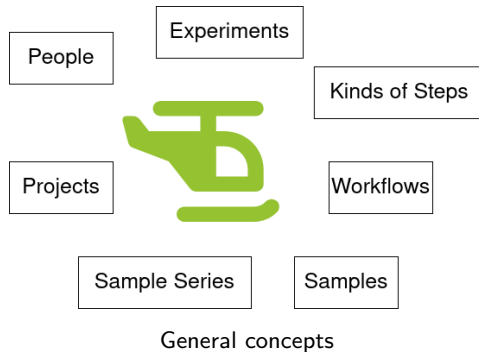 Experiments
People
Kinds of Steps
Projects
Workflows
Sample Series
Samples
General concepts